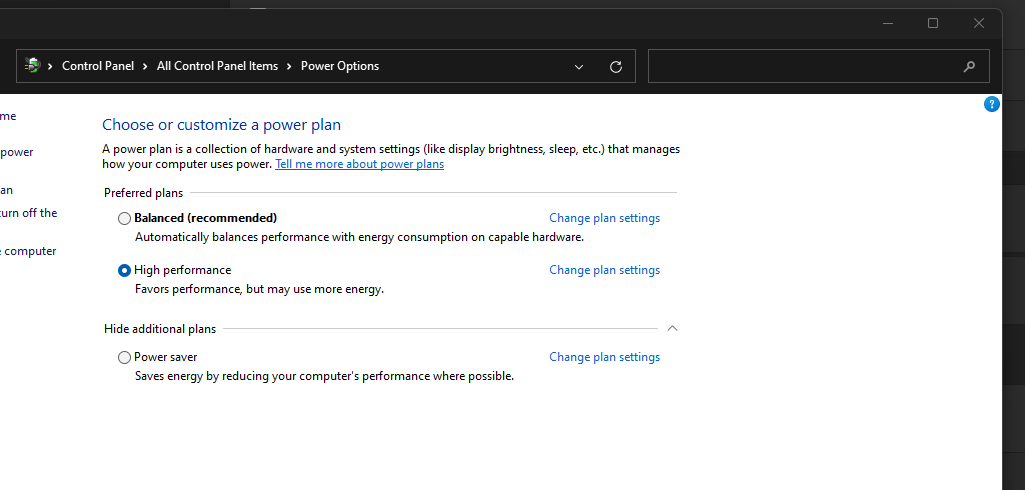 Control Panel > All Control Panel Items > Power Options
?
me
power
an
turn off the
computer
Choose or customize a power plan
A power plan is a collection of hardware and system settings (like display brightness, sleep, etc.) that manages
how your computer uses power. Tell me more about power plans
Preferred plans
Balanced (recommended) Change plan settings
Automatically balances performance with energy consumption on capable hardware.
High performance Change plan settings
Favors performance, but may use more energy.
Hide additional plans
Power saver Change plan settings
Saves energy by reducing your computer's performance where possible.